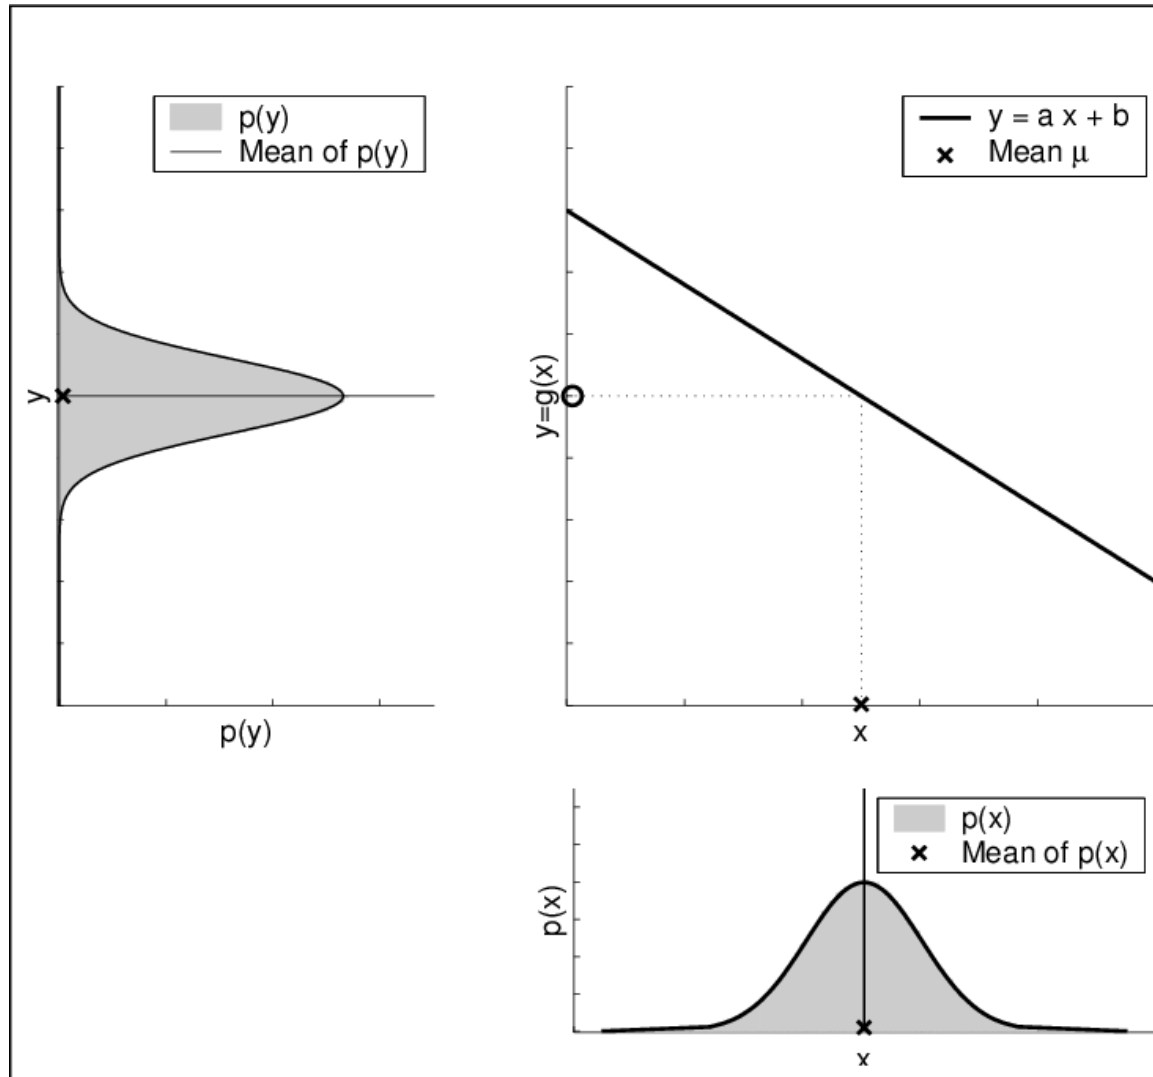 p(y)
Mean of p(y)
y
p(y)
y = a x + b
Mean μ
y=g(x)
x
p(x)
Mean of p(x)
p(x)
x